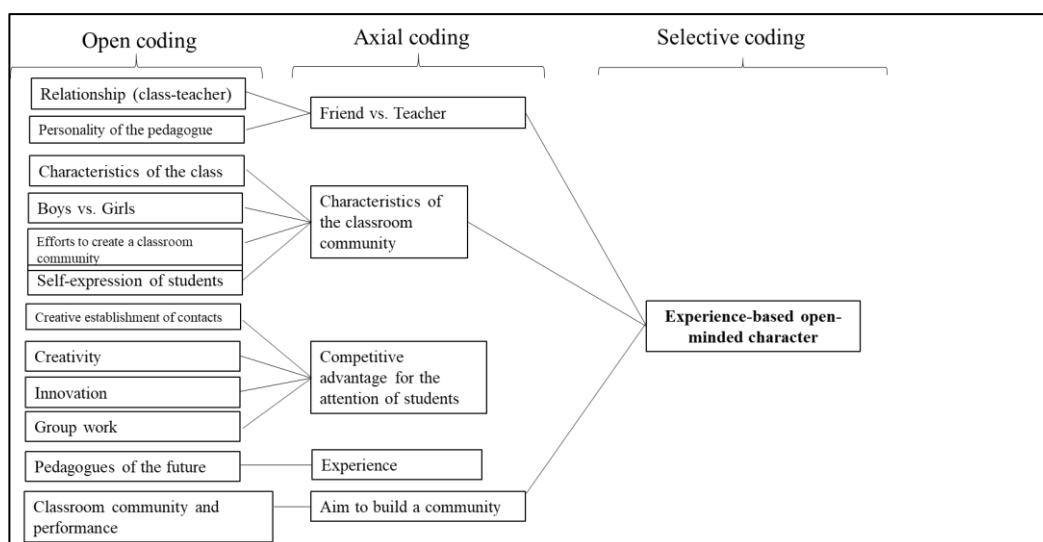 Open coding
Axial coding
Selective coding
Relationship (class-teacher)
Personality of the pedagogue
Characteristics of the class
Boys vs. Girls
Efforts to create a classroom
community
Self-expression of students
Creative establishment of contacts
Creativity
Innovation
Group work
Pedagogues of the future
Classroom community and
performance
Friend vs. Teacher
Characteristics of
the classroom
community
Competitive
advantage for the
attention of students
Experience
Aim to build a community
Experience-based open-
minded character